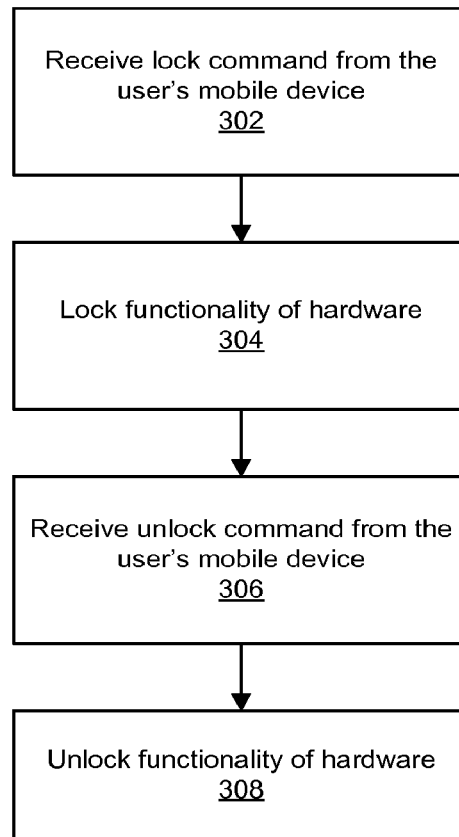 Receive lock command from the
user's mobile device
302
Lock functionality of hardware
304
Receive unlock command from the
user's mobile device
306
Unlock functionality of hardware
308